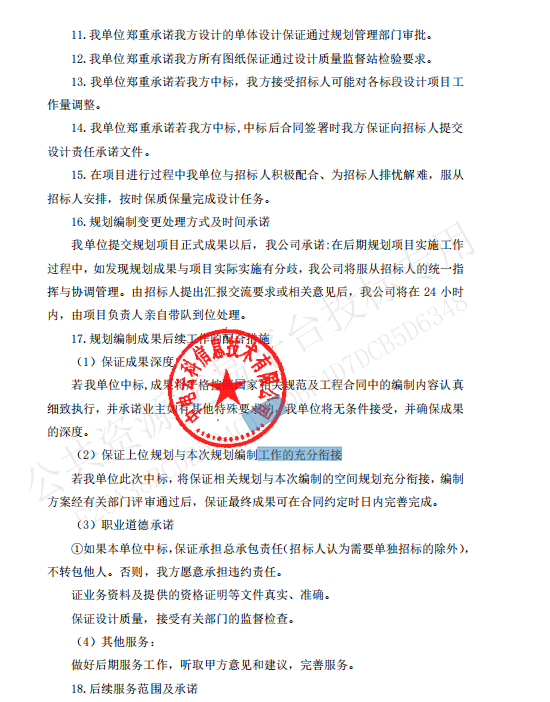 11.我单位郑重承诺我方设计的单体设计保证通过规划管理部门审批。
12.我单位郑重承诺我方所有图纸保证通过设计质量监督站检验要求。
13.我单位郑重承诺若我方中标，我方接受招标人可能对各标段设计项目工
作量调整。
14.我单位郑重承诺若我方中标,中标后合同签署时我方保证向招标人提交
设计责任承诺文件。
15.在项目进行过程中我单位与招标人积极配合、为招标人排忧解难，服从
招标人安排，按时保质保量完成设计任务。
16.规划编制变更处理方式及时间承诺
我单位提交规划项目正式成果以后，我公司承诺:在后期规划项目实施工作
过程中，如发现规划成果与项目实际实施有分歧，我公司将服从招标人的统一指
挥与协调管理。由招标人提出汇报交流要求或相关意见后，我公司将在 24 小时
内，由项目负责人亲自带队到位处理。
17.规划编制成果后续工作的配合措施
（1）保证成果深度:
若我单位中标,成果将严格按照国家相关规范及工程合同中的编制内容认真
细致执行，并承诺业主如有其他特殊要求时，我单位将无条件接受，并确保成果
的深度。
（2）保证上位规划与本次规划编制工作的充分衔接
若我单位此次中标，将保证相关规划与本次编制的空间规划充分衔接，编制
方案经有关部门评审通过后，保证最终成果可在合同约定时日内完善完成。
（3）职业道德承诺
①如果本单位中标,保证承担总承包责任(招标人认为需要单独招标的除外)，
不转包他人。否则，我方愿意承担违约责任。
证业务资料及提供的资格证明等文件真实、准确。
保证设计质量，接受有关部门的监督检查。
（4）其他服务:
做好后期服务工作，听取甲方意见和建议，完善服务。
18.后续服务范围及承诺
科信息技术有限公司
公共资源
台投标专用
4D7DCB5D6348